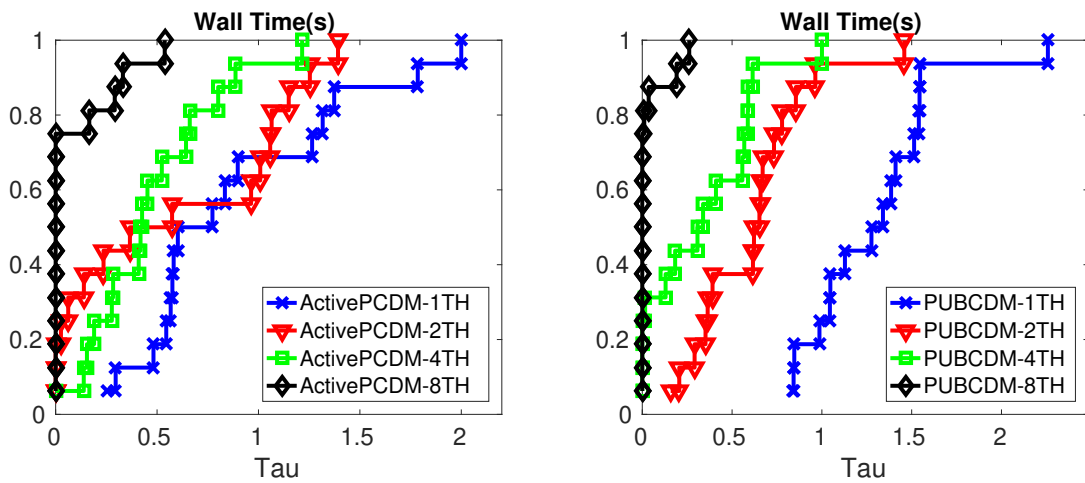 Wall Time(s)
1
0.8
0.6
0.4
0.2
0
0
0.5
1
1.5
2
Tau
ActivePCDM-1TH
ActivePCDM-2TH
ActivePCDM-4TH
ActivePCDM-8TH
Wall Time(s)
1
0.8
0.6
0.4
0.2
0
0
0.5
1
1.5
2
Tau
PUBCDM-1TH
PUBCDM-2TH
PUBCDM-4TH
PUBCDM-8TH